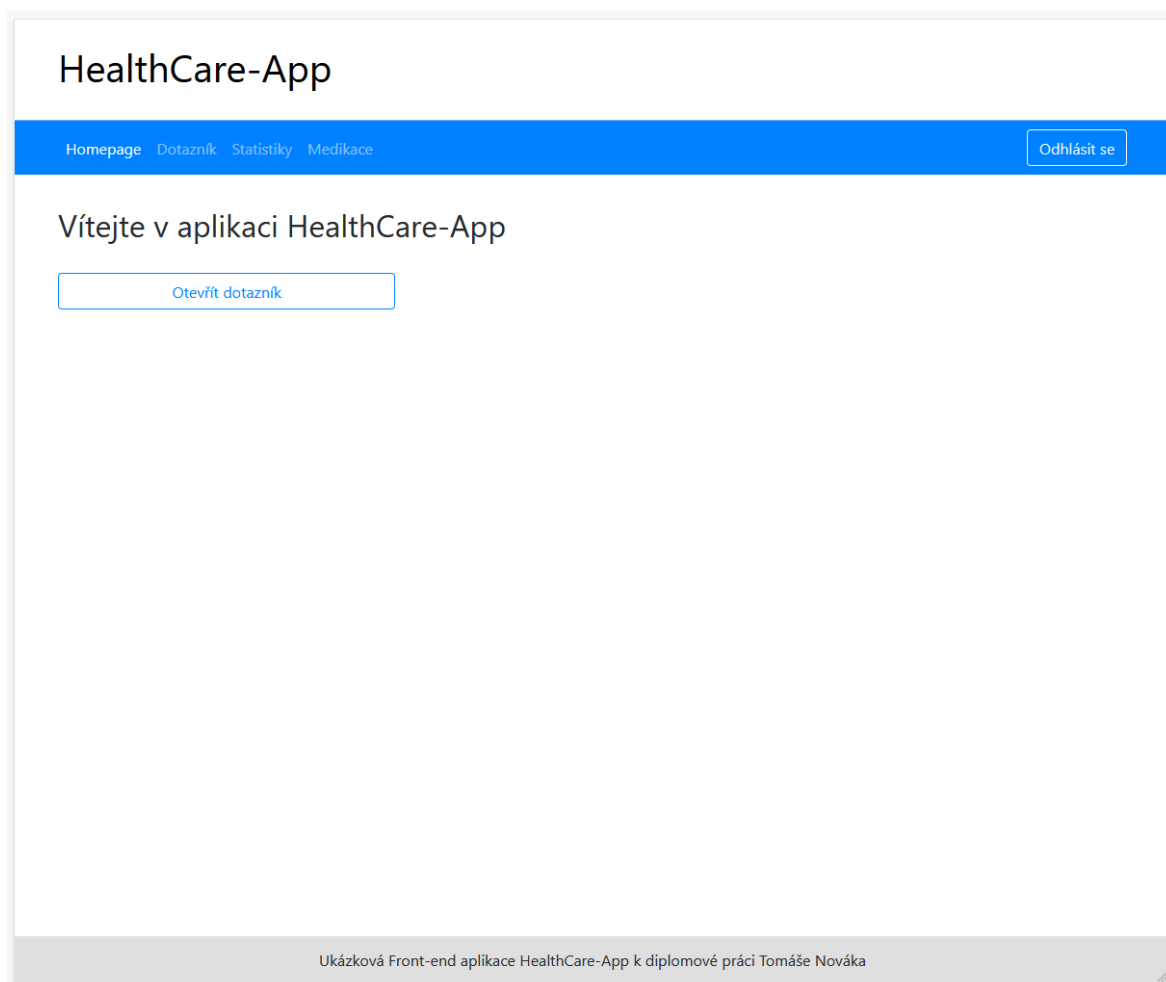 HealthCare-App
Homepage Dotazník Statistiky Medikace Odhlásit se
Vítejte v aplikaci HealthCare-App
Otevřít dotazník
Ukázková Front-end aplikace HealthCare-App k diplomové práci Tomáše Nováka